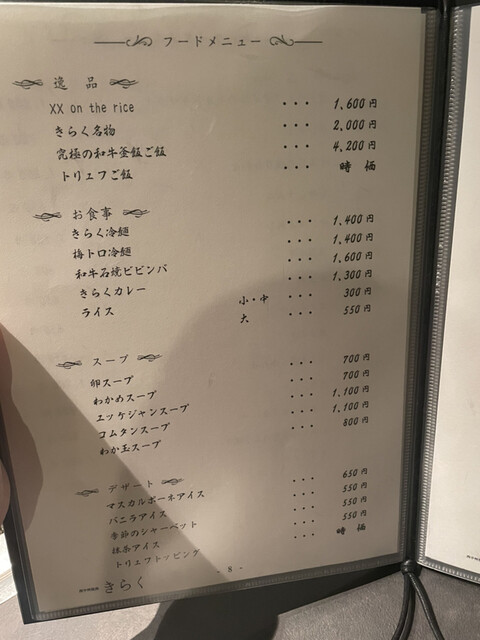 フードメニュー
逸 品
XX on the rice ・・・ 1,600円
きらく名物 ・・・ 2,000円
究極の和牛釜飯ご飯 ・・・ 4,200円
トリュフご飯 ・・・ 時 価
お食事
きらく冷麺 ・・・ 1,400円
梅トロ冷麺 ・・・ 1,400円
和牛石焼ビビンバ ・・・ 1,600円
きらくカレー ・・・ 1,300円
ライス 小・中 ・・・ 300円
大 ・・・ 550円
スープ
卵スープ ・・・ 700円
わかめスープ ・・・ 700円
ユッケジャンスープ ・・・ 1,100円
コムタンスープ ・・・ 1,100円
わか玉スープ ・・・ 800円
デザート
マスカルポーネアイス ・・・ 650円
バニラアイス ・・・ 550円
季節のシャーベット ・・・ 550円
抹茶アイス ・・・ 550円
トリュフトッピング ・・・ 時 価
- 8 -
きらく